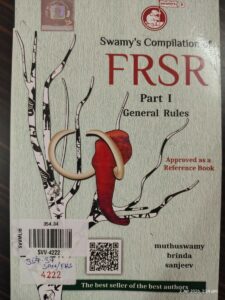 Swamy's Compilation of
FRSR
Part I
General Rules
Approved as a
Reference Book
354.34
SVV-4222
4222
muthuswamy
brinda
sanjeev
The best seller of the best authors